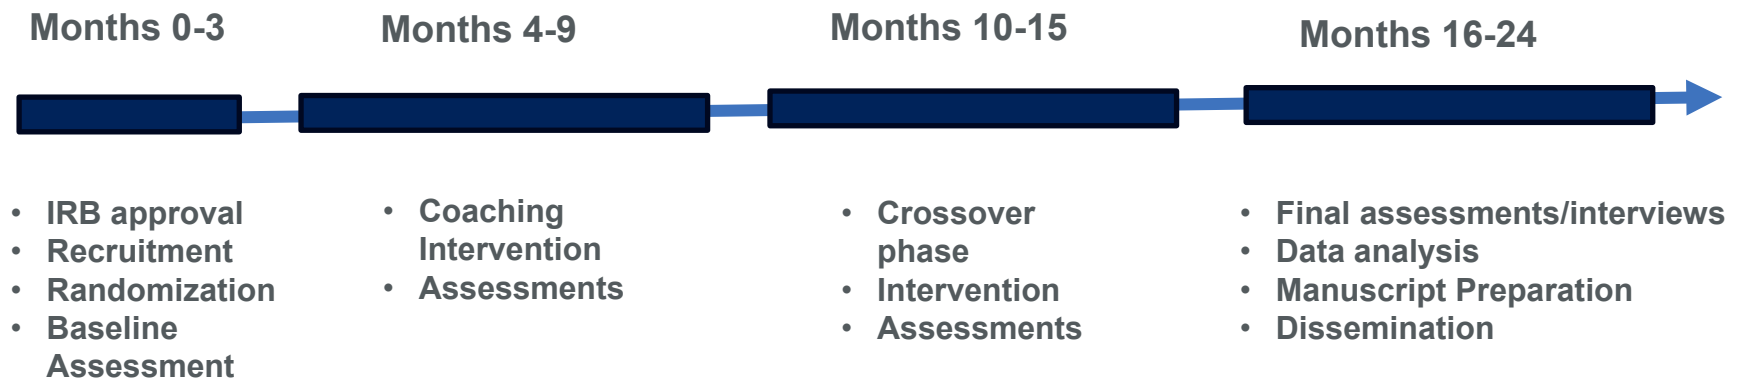 Months 0-3
Months 4-9
Months 10-15
Months 16-24
• IRB approval
• Recruitment
• Randomization
• Baseline
Assessment
• Coaching
Intervention
• Assessments
• Crossover
phase
• Intervention
• Assessments
• Final assessments/interviews
• Data analysis
• Manuscript Preparation
• Dissemination